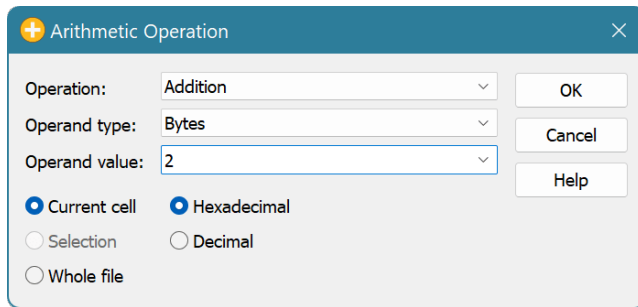 Arithmetic Operation
Operation: Addition OK
Operand type: Bytes Cancel
Operand value: 2 Help
Current cell Hexadecimal
Selection Decimal
Whole file